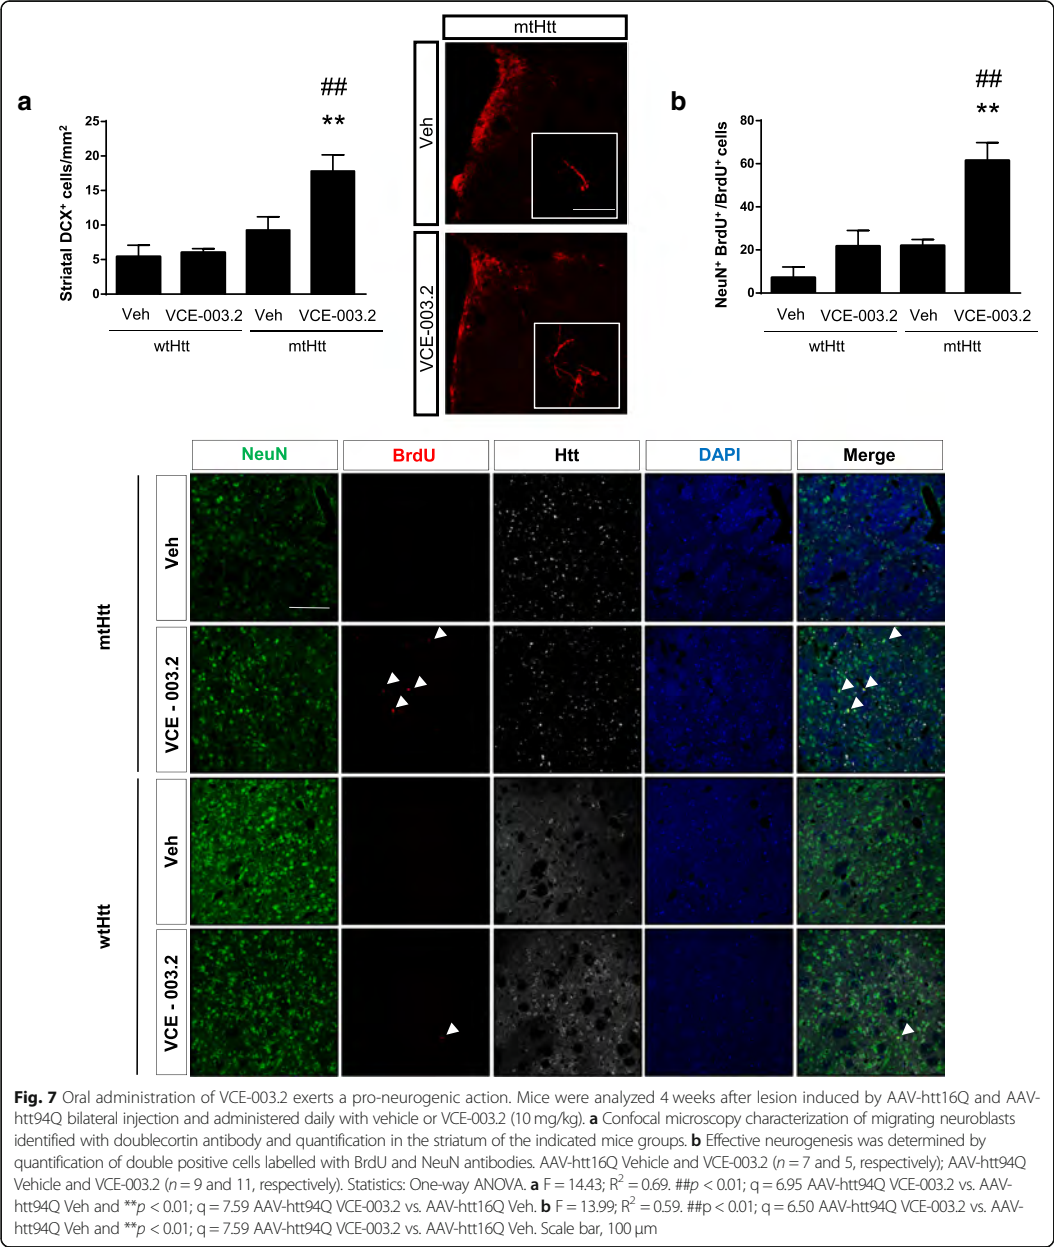 mtHtt
a
##
**
Striatal DCX⁺ cells/mm²
25
20
15
10
5
0
Veh
VCE-003.2
Veh
VCE-003.2
wtHtt
mtHtt
Veh
VCE-003.2
b
##
**
NeuN⁺ BrdU⁺ /BrdU⁺ cells
80
60
40
20
0
Veh
VCE-003.2
Veh
VCE-003.2
wtHtt
mtHtt
NeuN
BrdU
Htt
DAPI
Merge
mtHtt
Veh
VCE - 003.2
wtHtt
Veh
VCE - 003.2
Fig. 7 Oral administration of VCE-003.2 exerts a pro-neurogenic action. Mice were analyzed 4 weeks after lesion induced by AAV-htt16Q and AAV-
htt94Q bilateral injection and administered daily with vehicle or VCE-003.2 (10 mg/kg). a Confocal microscopy characterization of migrating neuroblasts
identified with doublecortin antibody and quantification in the striatum of the indicated mice groups. b Effective neurogenesis was determined by
quantification of double positive cells labelled with BrdU and NeuN antibodies. AAV-htt16Q Vehicle and VCE-003.2 (n = 7 and 5, respectively); AAV-htt94Q
Vehicle and VCE-003.2 (n = 9 and 11, respectively). Statistics: One-way ANOVA. a F = 14.43; R² = 0.69. ##p < 0.01; q = 6.95 AAV-htt94Q VCE-003.2 vs. AAV-
htt94Q Veh and **p < 0.01; q = 7.59 AAV-htt94Q VCE-003.2 vs. AAV-htt16Q Veh. b F = 13.99; R² = 0.59. ##p < 0.01; q = 6.50 AAV-htt94Q VCE-003.2 vs. AAV-
htt94Q Veh and **p < 0.01; q = 7.59 AAV-htt94Q VCE-003.2 vs. AAV-htt16Q Veh. Scale bar, 100 μm